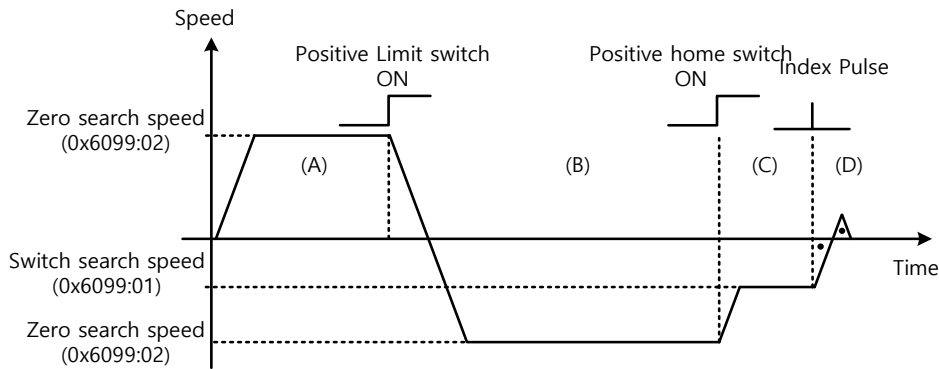 Speed
Positive Limit switch
ON
Positive home switch
ON
Index Pulse
Zero search speed
(0x6099:02)
(A)
(B)
(C)
(D)
Switch search speed
(0x6099:01)
Time
Zero search speed
(0x6099:02)